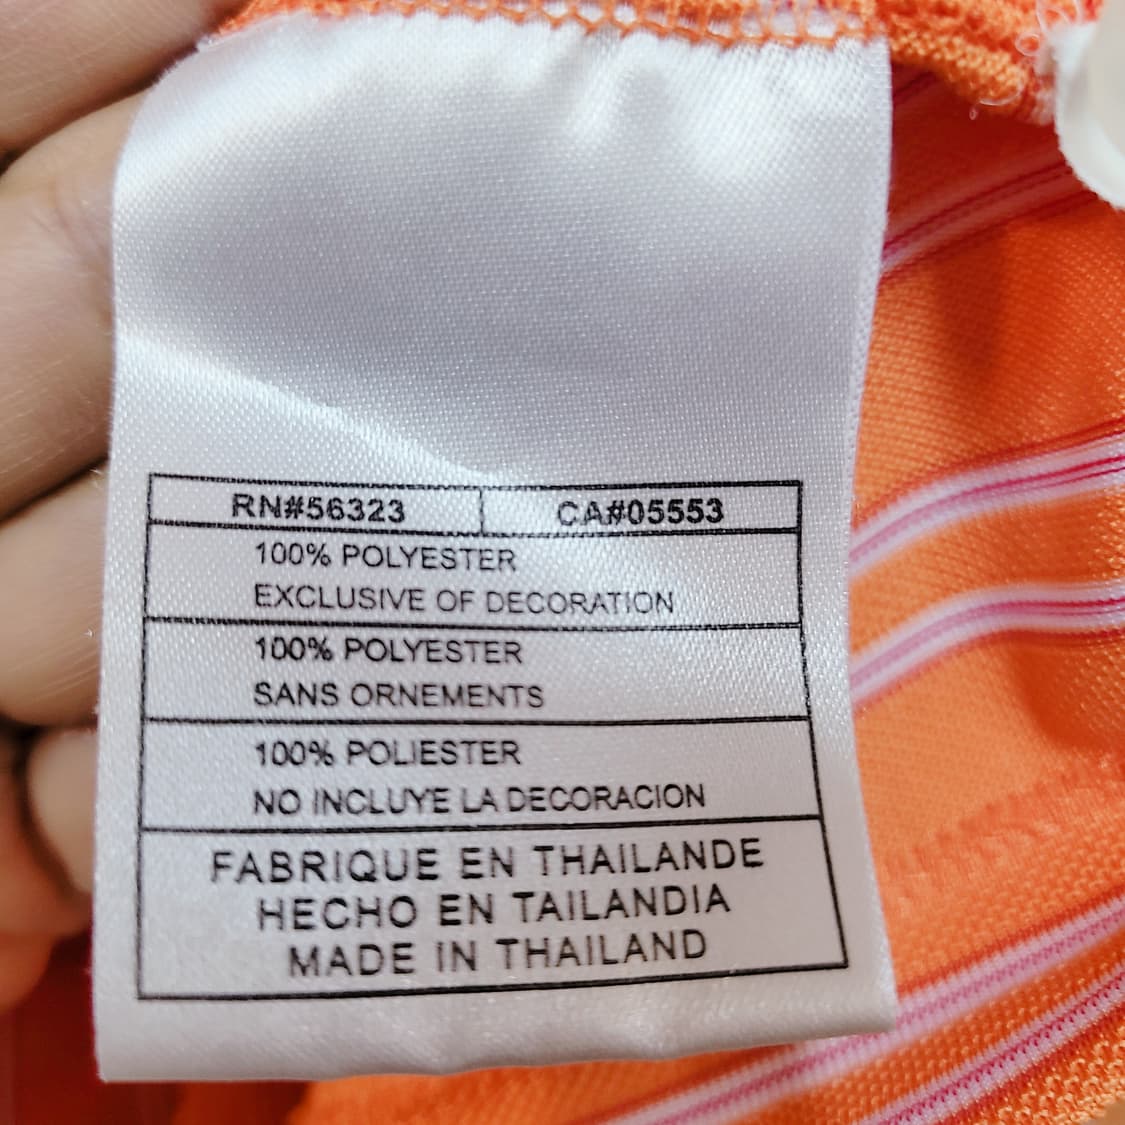 RN#56323 CA#05553
100% POLYESTER
EXCLUSIVE OF DECORATION
100% POLYESTER
SANS ORNEMENTS
100% POLIESTER
NO INCLUYE LA DECORACION
FABRIQUE EN THAILANDE
HECHO EN TAILANDIA
MADE IN THAILAND